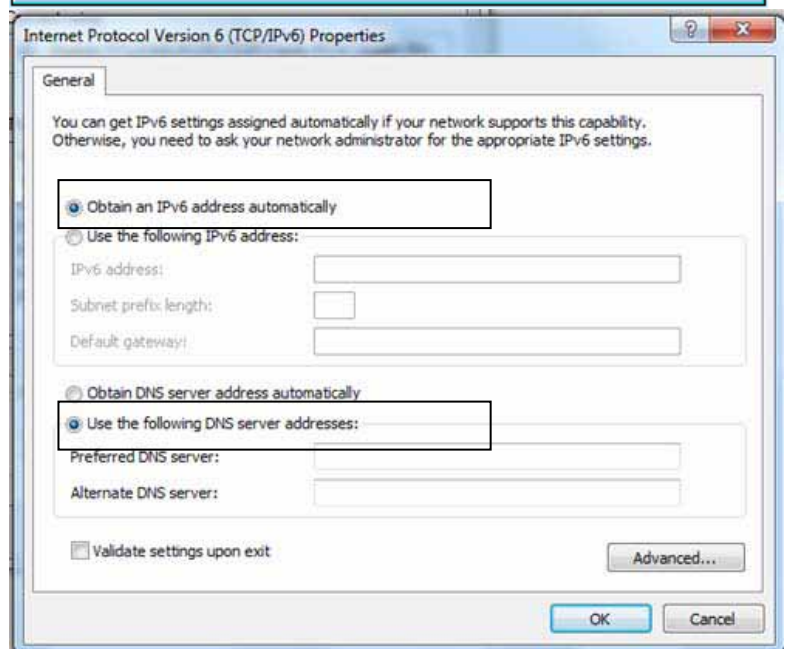 Internet Protocol Version 6 (TCP/IPv6) Properties
?
General
You can get IPv6 settings assigned automatically if your network supports this capability.
Otherwise, you need to ask your network administrator for the appropriate IPv6 settings.
Obtain an IPv6 address automatically
Use the following IPv6 address:
IPv6 address:
Subnet prefix length:
Default gateway:
Obtain DNS server address automatically
Use the following DNS server addresses:
Preferred DNS server:
Alternate DNS server:
Validate settings upon exit
Advanced...
OK Cancel